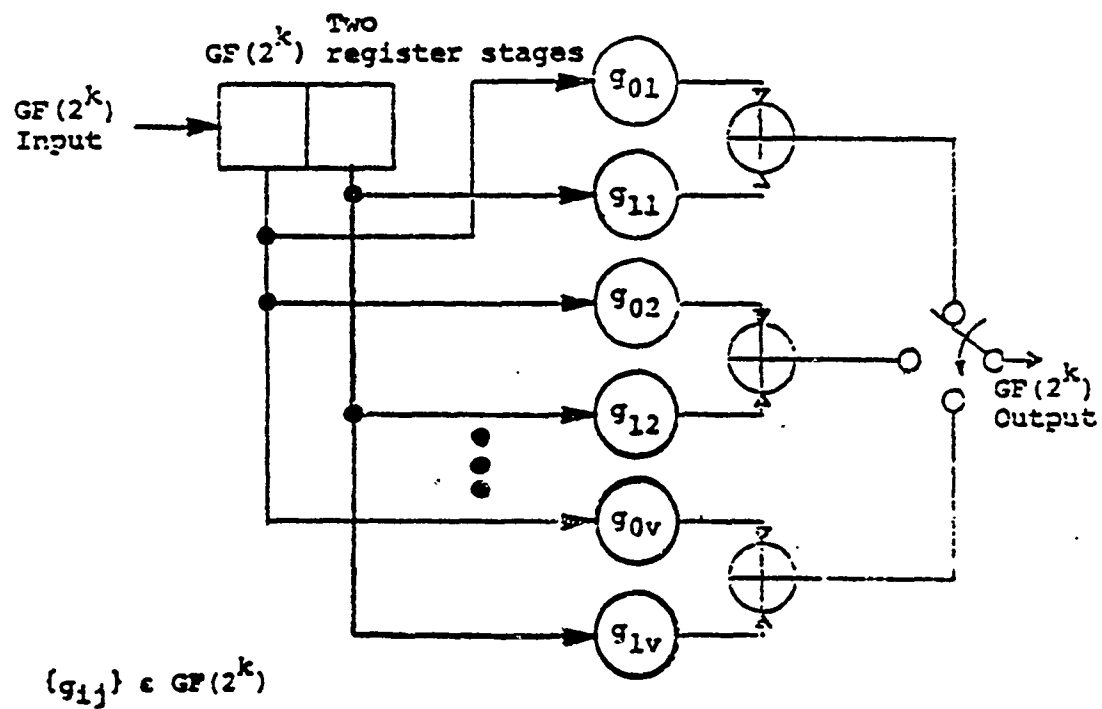 Two
GF(2^k) register stages
GF(2^k)
Input
g01
g11
g02
g12
g0v
g1v
GF(2^k)
Output
{gij} ε GF(2^k)